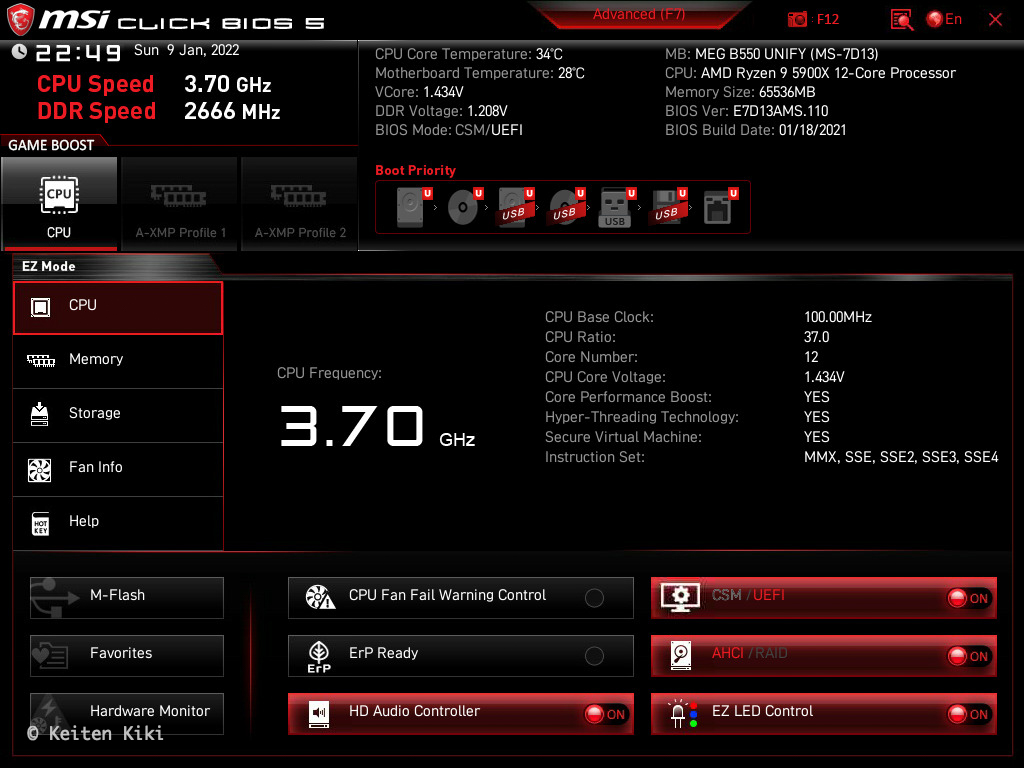 msi CLICK BIOS 5
Advanced (F7)
: F12
En
22:49 Sun 9 Jan, 2022
CPU Speed 3.70 GHz
DDR Speed 2666 MHz
CPU Core Temperature: 34°C
Motherboard Temperature: 28°C
VCore: 1.434V
DDR Voltage: 1.208V
BIOS Mode: CSM/UEFI
MB: MEG B550 UNIFY (MS-7D13)
CPU: AMD Ryzen 9 5900X 12-Core Processor
Memory Size: 65536MB
BIOS Ver: E7D13AMS.110
BIOS Build Date: 01/18/2021
GAME BOOST
CPU
CPU
A-XMP Profile 1
A-XMP Profile 2
Boot Priority
U U U U U U U
USB USB USB USB
EZ Mode
CPU
Memory
Storage
Fan Info
HOT KEY Help
CPU Frequency:
3.70 GHz
CPU Base Clock: 100.00MHz
CPU Ratio: 37.0
Core Number: 12
CPU Core Voltage: 1.434V
Core Performance Boost: YES
Hyper-Threading Technology: YES
Secure Virtual Machine: YES
Instruction Set: MMX, SSE, SSE2, SSE3, SSE4
M-Flash
Favorites
Hardware Monitor
CPU Fan Fail Warning Control
ErP ErP Ready
HD Audio Controller ON
CSM /UEFI ON
AHCI /RAID ON
EZ LED Control ON
© Keiten Kiki